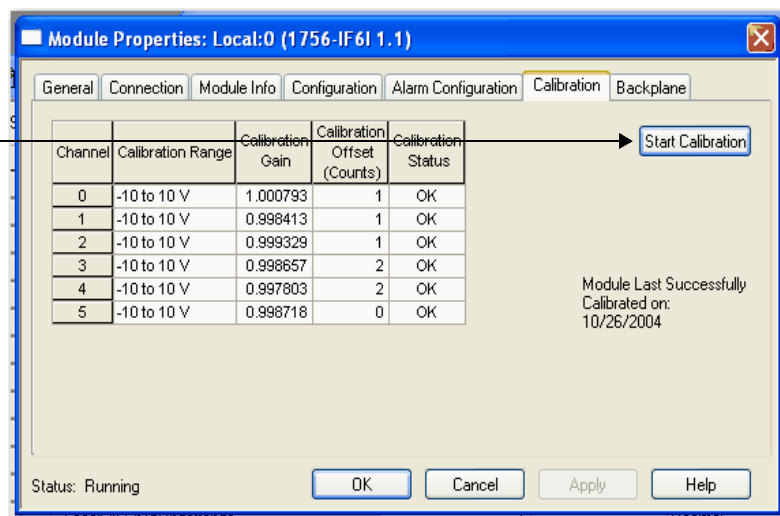 Module Properties: Local:0 (1756-IF6I 1.1)
General Connection Module Info Configuration Alarm Configuration Calibration Backplane
Channel Calibration Range Calibration Gain Calibration Offset (Counts) Calibration Status
0 -10 to 10 V 1.000793 1 OK
1 -10 to 10 V 0.998413 1 OK
2 -10 to 10 V 0.999329 1 OK
3 -10 to 10 V 0.998657 2 OK
4 -10 to 10 V 0.997803 2 OK
5 -10 to 10 V 0.998718 0 OK
Start Calibration
Module Last Successfully
Calibrated on:
10/26/2004
Status: Running
OK Cancel Apply Help